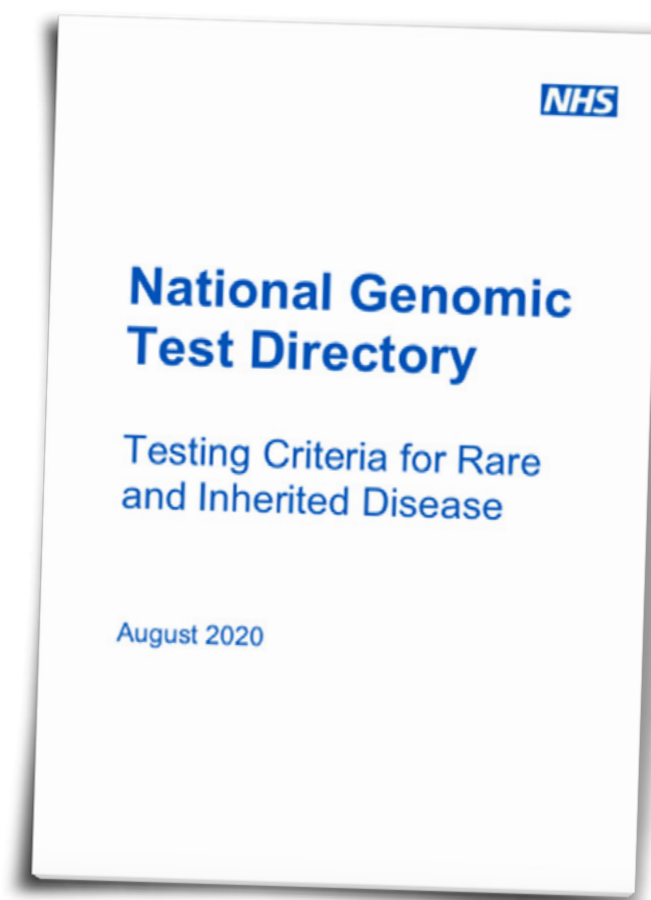 NHS
National Genomic
Test Directory
Testing Criteria for Rare
and Inherited Disease
August 2020